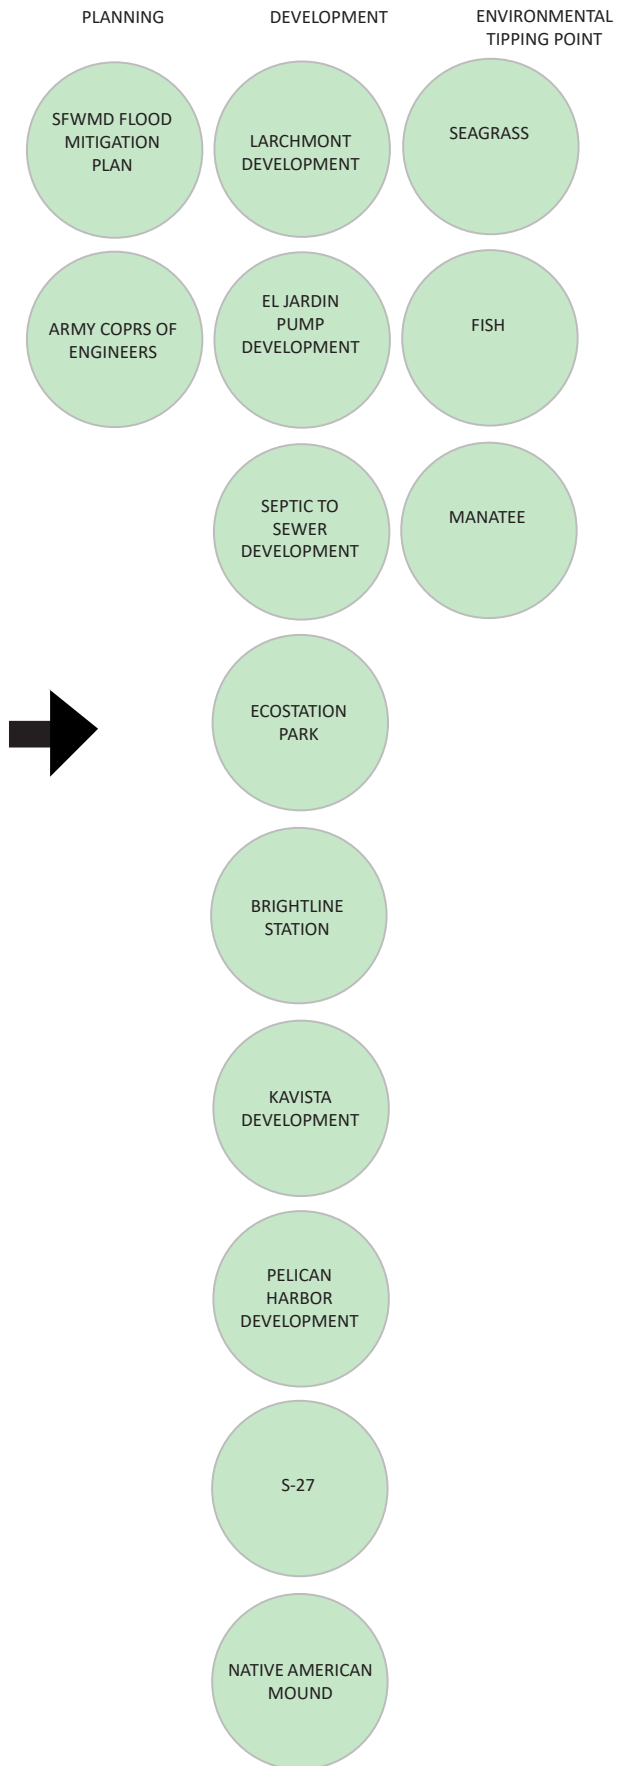 PLANNING
DEVELOPMENT
ENVIRONMENTAL
TIPPING POINT
SFWMD FLOOD
MITIGATION
PLAN
LARCHMONT
DEVELOPMENT
SEAGRASS
ARMY COPRS OF
ENGINEERS
EL JARDIN
PUMP
DEVELOPMENT
FISH
SEPTIC TO
SEWER
DEVELOPMENT
MANATEE
ECOSTATION
PARK
BRIGHTLINE
STATION
KAVISTA
DEVELOPMENT
PELICAN
HARBOR
DEVELOPMENT
S-27
NATIVE AMERICAN
MOUND